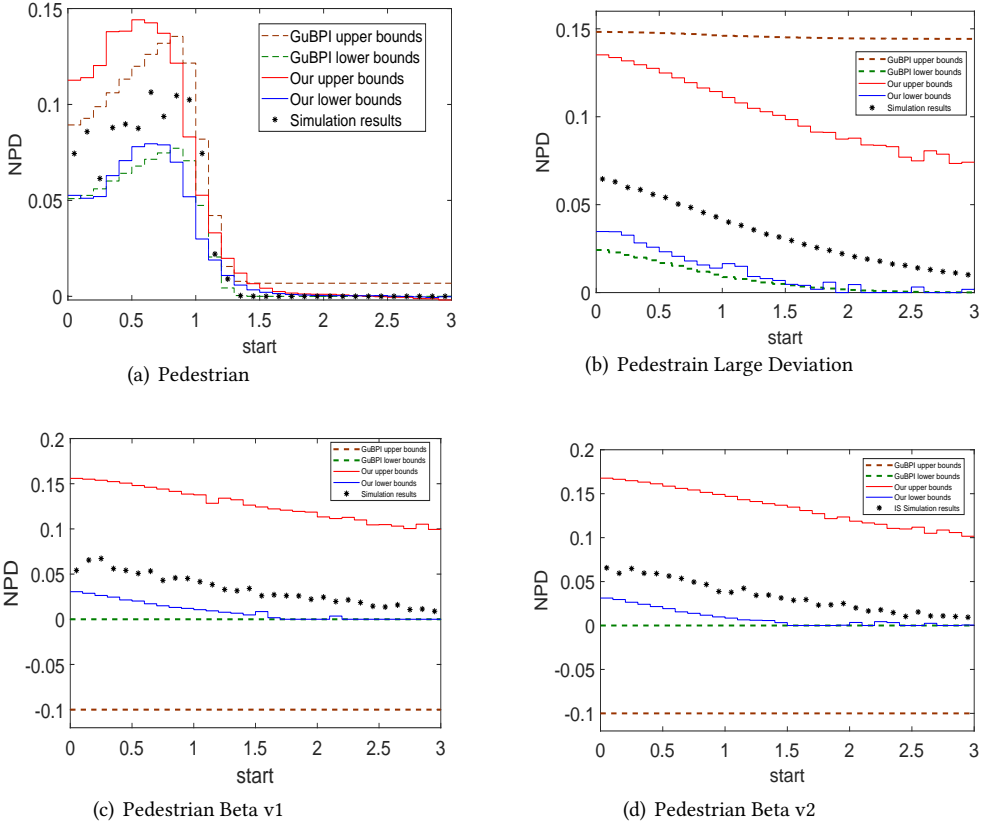 0.15
0.1
0.05
0
NPD
GuBPI upper bounds
GuBPI lower bounds
Our upper bounds
Our lower bounds
Simulation results
0 0.5 1 1.5 2 2.5 3
start
(a) Pedestrian
0.15
0.1
0.05
0
NPD
GuBPI upper bounds
GuBPI lower bounds
Our upper bounds
Our lower bounds
Simulation results
0 0.5 1 1.5 2 2.5 3
start
(b) Pedestrain Large Deviation
0.2
0.15
0.1
0.05
0
-0.05
-0.1
NPD
GuBPI upper bounds
GuBPI lower bounds
Our upper bounds
Our lower bounds
Simulation results
0 0.5 1 1.5 2 2.5 3
start
(c) Pedestrian Beta v1
0.2
0.15
0.1
0.05
0
-0.05
-0.1
NPD
GuBPI upper bounds
GuBPI lower bounds
Our upper bounds
Our lower bounds
IS Simulation results
0 0.5 1 1.5 2 2.5 3
start
(d) Pedestrian Beta v2